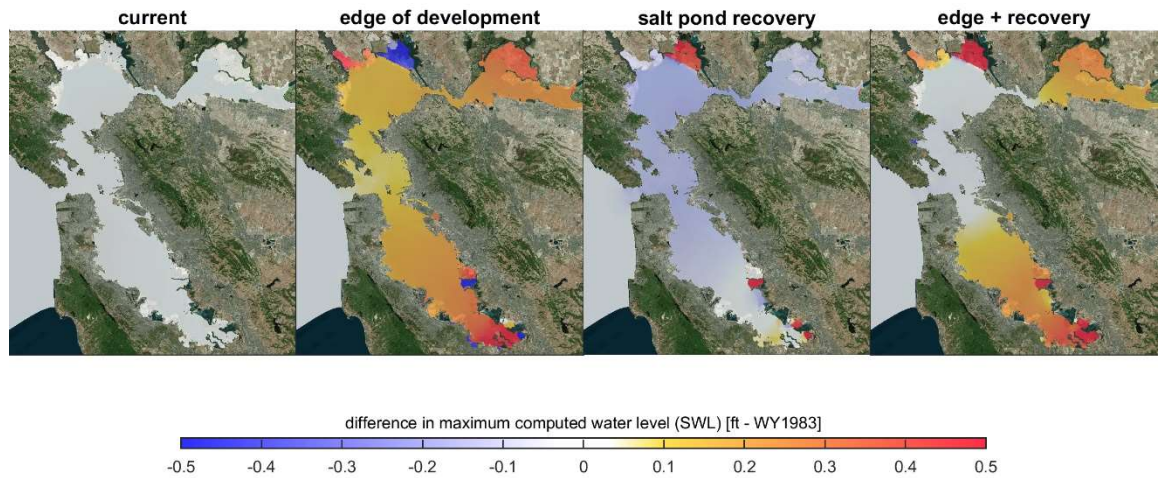 current
edge of development
salt pond recovery
edge + recovery
difference in maximum computed water level (SWL) [ft - WY1983]
-0.5 -0.4 -0.3 -0.2 -0.1 0 0.1 0.2 0.3 0.4 0.5